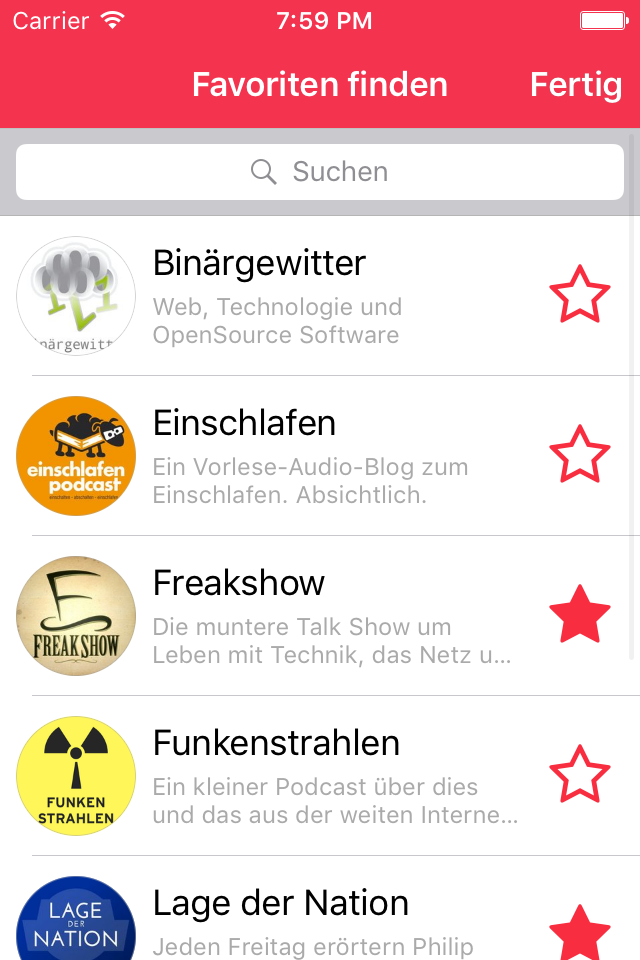 Carrier 7:59 PM
Favoriten finden Fertig
Suchen
Binärgewitter
Web, Technologie und
OpenSource Software
närgewitt
Einschlafen
Ein Vorlese-Audio-Blog zum
Einschlafen. Absichtlich.
einschlafen
podcast
Freakshow
Die muntere Talk Show um
Leben mit Technik, das Netz u...
FREAK SHOW
Funkenstrahlen
Ein kleiner Podcast über dies
und das aus der weiten Interne...
FUNKEN
STRAHLEN
Lage der Nation
Jeden Freitag erörtern Philip
LAGE
DER
NATION